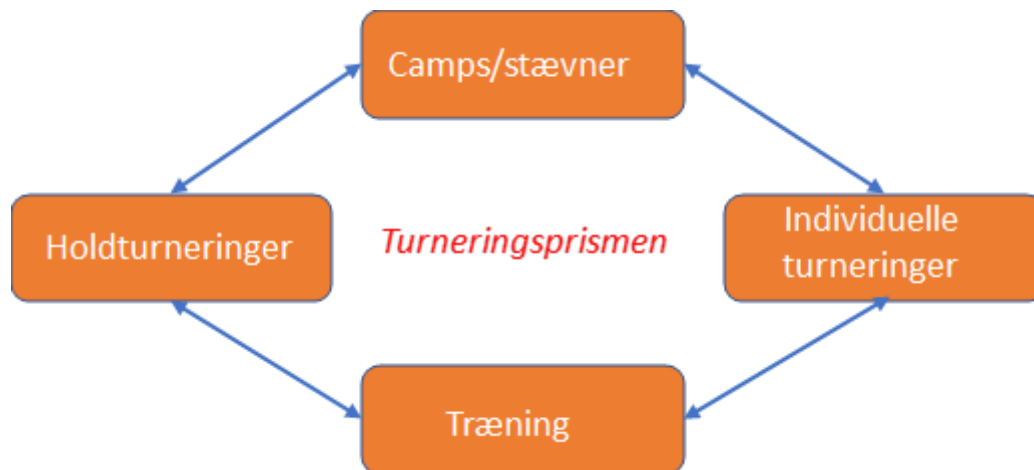 Camps/stævner
Holdturneringer
Turneringsprismen
Individuelle
turneringer
Træning